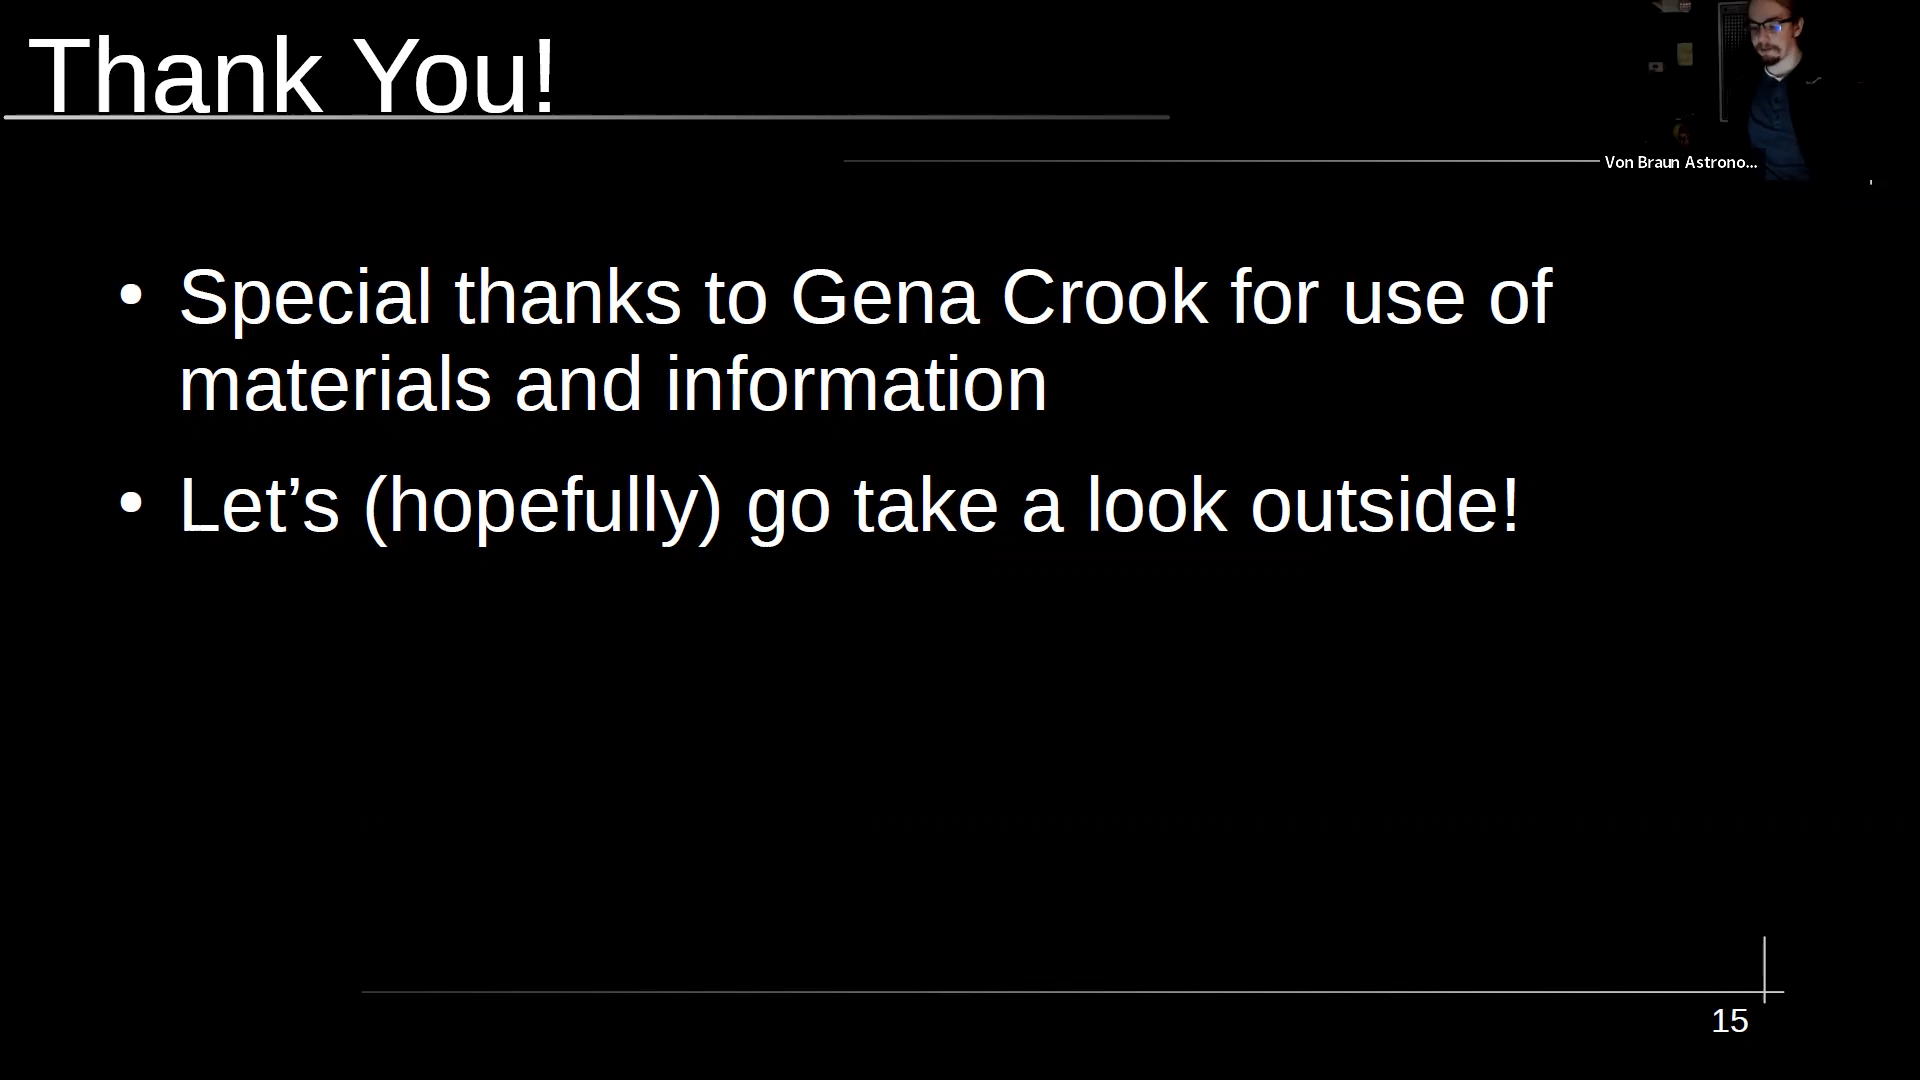 Thank You!
Von Braun Astrono...
• Special thanks to Gena Crook for use of
materials and information
• Let’s (hopefully) go take a look outside!
15